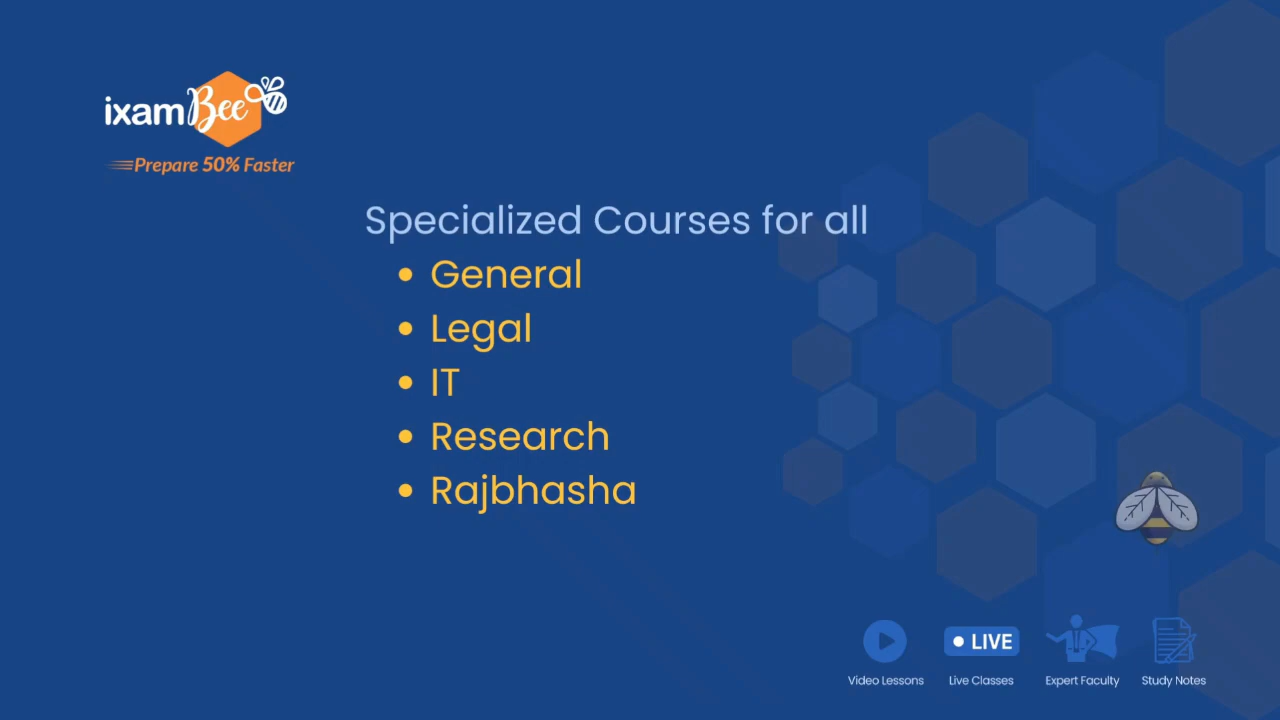 ixamBee
Prepare 50% Faster
Specialized Courses for all
• General
• Legal
• IT
• Research
• Rajbhasha
LIVE
Video Lessons
Live Classes
Expert Faculty
Study Notes